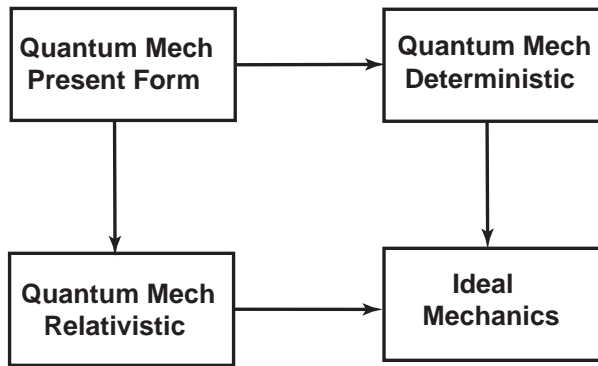 Quantum Mech
Present Form
Quantum Mech
Deterministic
Quantum Mech
Relativistic
Ideal
Mechanics